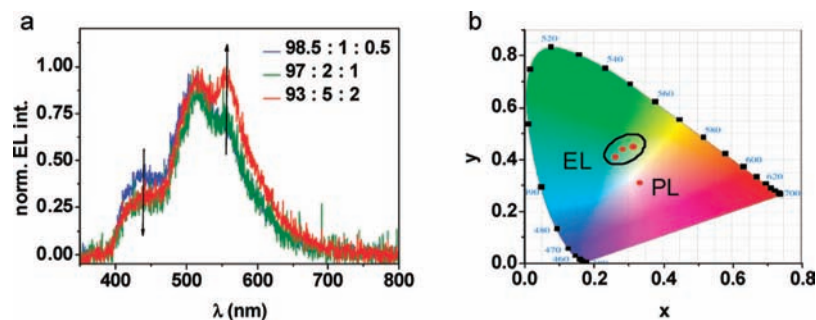 a
norm. EL int.
1.00
0.75
0.50
0.25
0.00
98.5 : 1 : 0.5
97 : 2 : 1
93 : 5 : 2
400 500 600 700 800
λ (nm)
b
y
0.8
0.6
0.4
0.2
0.0
520
540
560
580
600
620
700
480
470
460
EL
PL
0.0 0.2 0.4 0.6 0.8
x